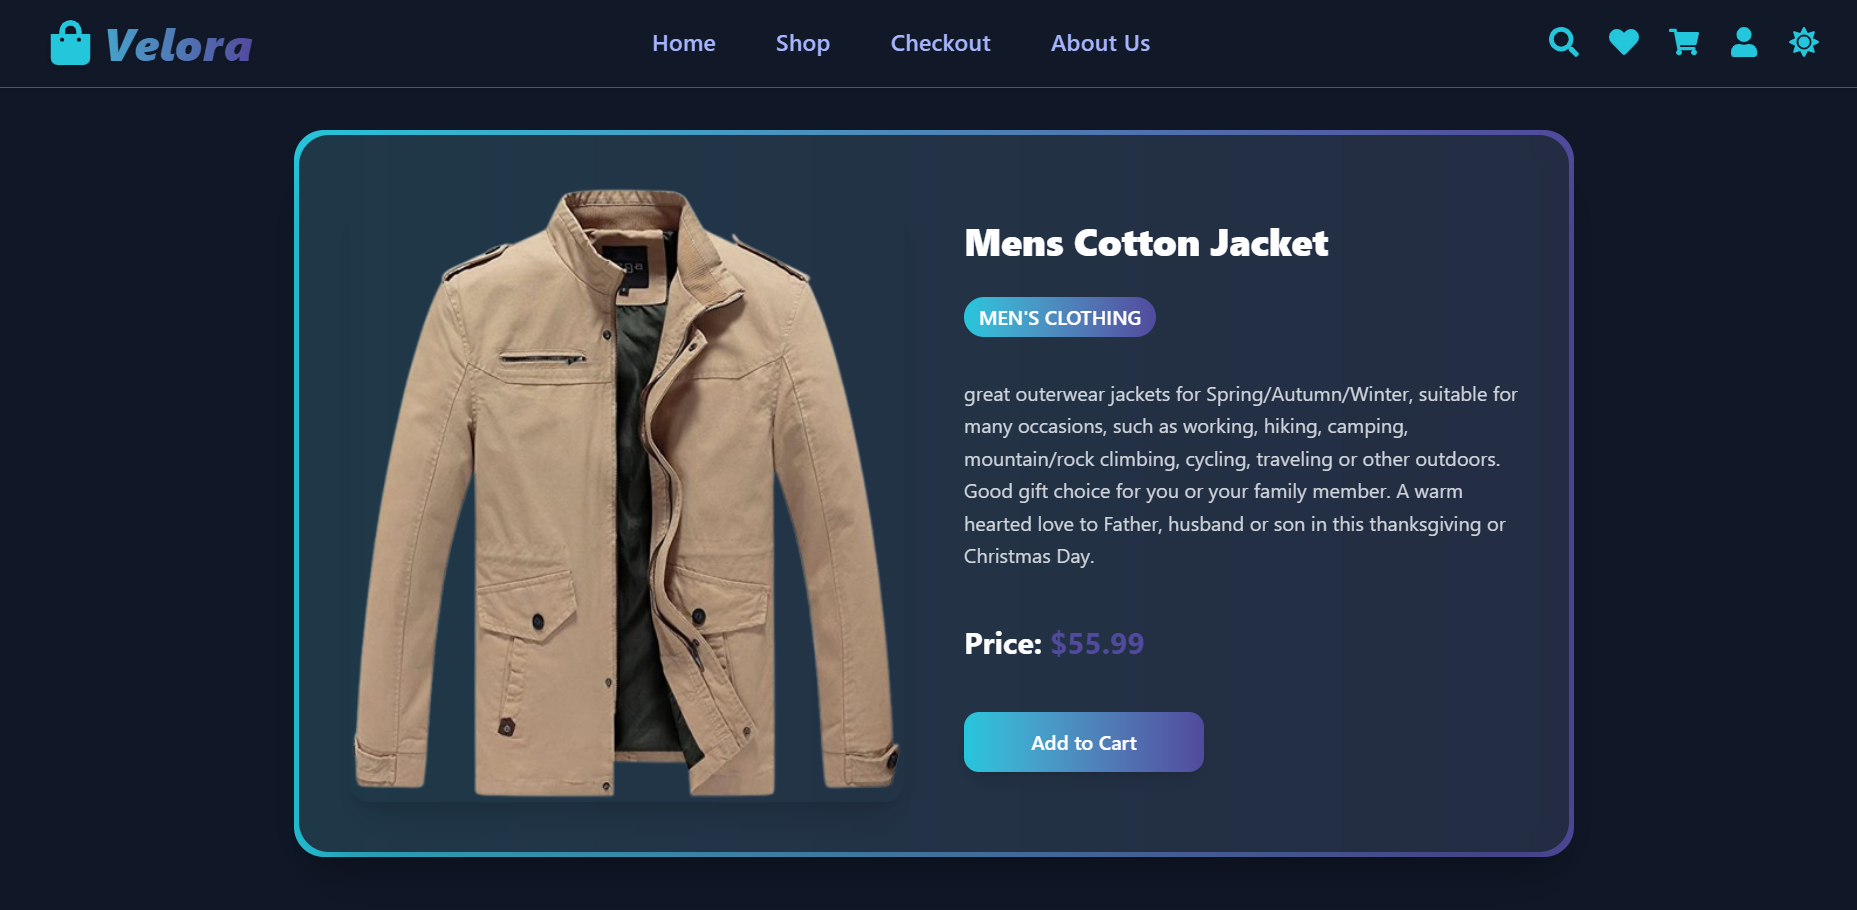 Velora
Home
Shop
Checkout
About Us
Mens Cotton Jacket
MEN'S CLOTHING
great outerwear jackets for Spring/Autumn/Winter, suitable for
many occasions, such as working, hiking, camping,
mountain/rock climbing, cycling, traveling or other outdoors.
Good gift choice for you or your family member. A warm
hearted love to Father, husband or son in this thanksgiving or
Christmas Day.
Price: $55.99
Add to Cart